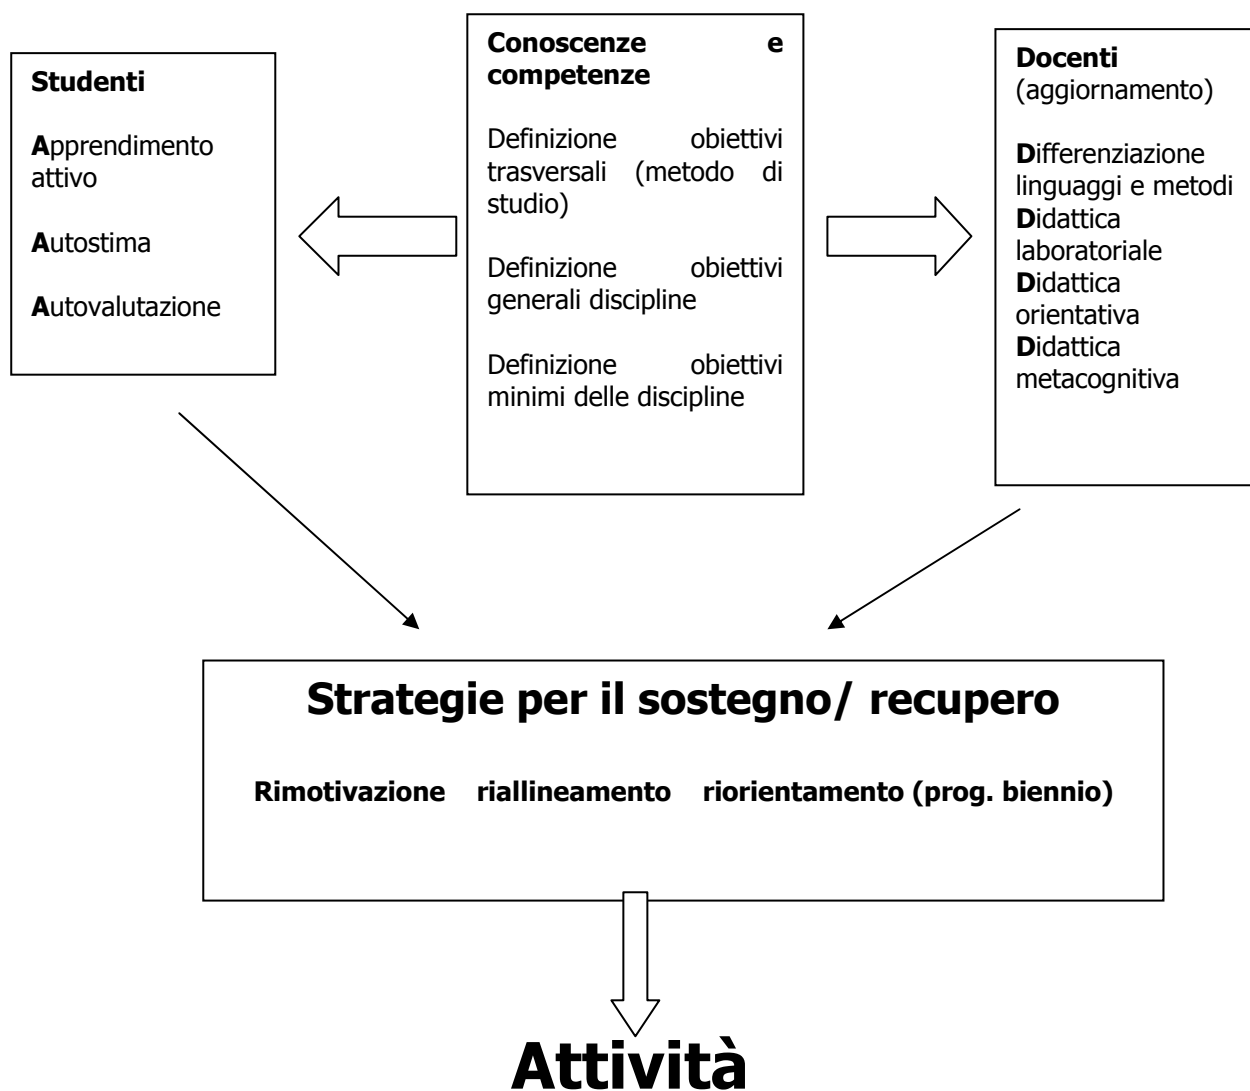 Studenti
Apprendimento
attivo
Autostima
Autovalutazione
Conoscenze e
competenze
Definizione obiettivi
trasversali (metodo di
studio)
Definizione obiettivi
generali discipline
Definizione obiettivi
minimi delle discipline
Docenti
(aggiornamento)
Differenziazione
linguaggi e metodi
Didattica
laboratoriale
Didattica
orientativa
Didattica
metacognitiva
Strategie per il sostegno/ recupero
Rimotivazione riallineamento riorientamento (prog. biennio)
Attività